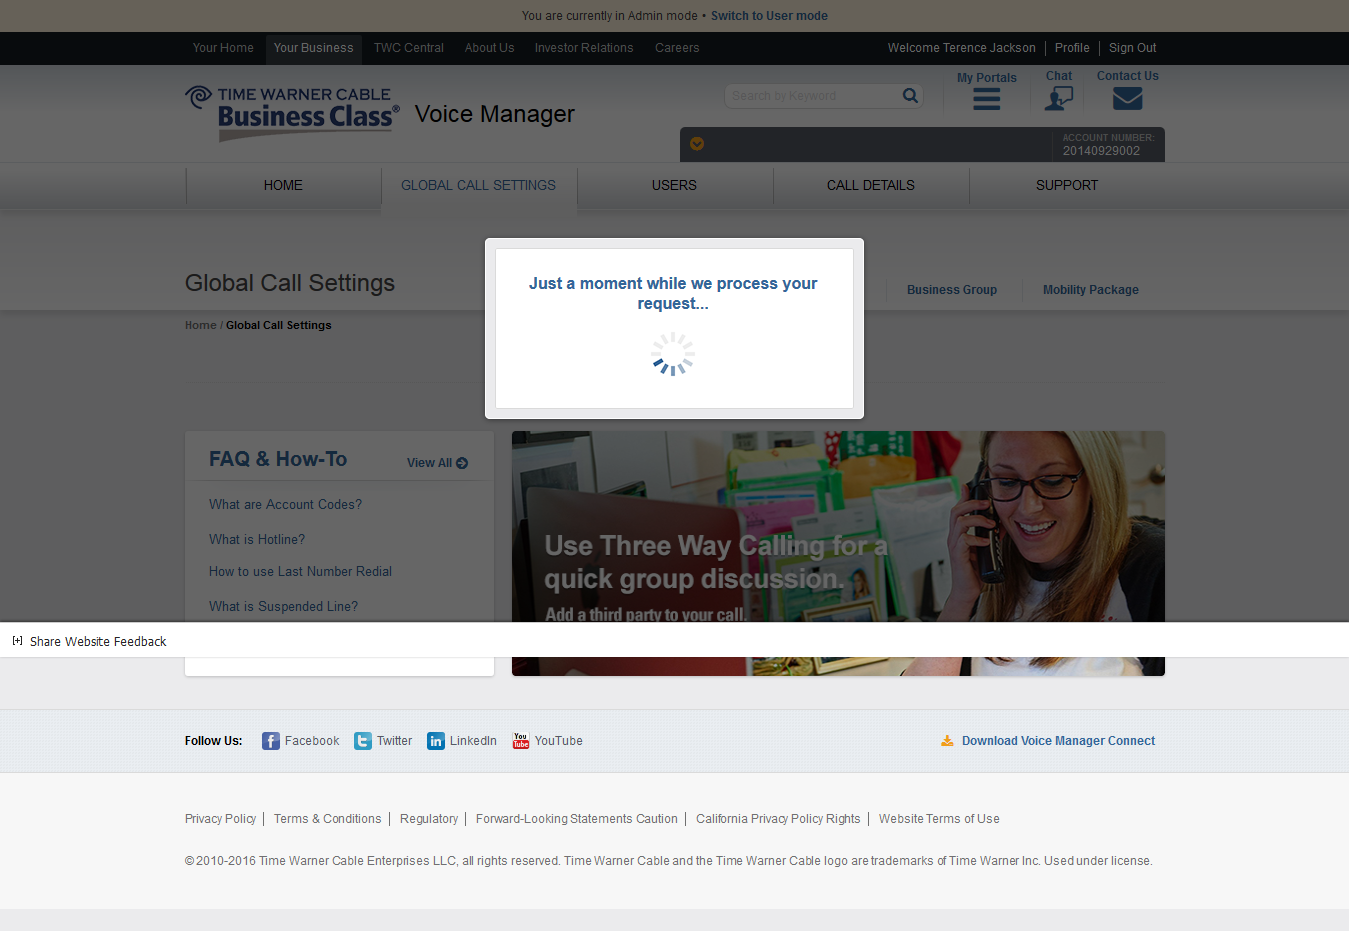 You are currently in Admin mode • Switch to User mode
Your Home Your Business TWC Central About Us Investor Relations Careers Welcome Terence Jackson Profile Sign Out
My Portals Chat Contact Us
TIME WARNER CABLE
Business Class® Voice Manager
Search by Keyword
ACCOUNT NUMBER:
20140929002
HOME GLOBAL CALL SETTINGS USERS CALL DETAILS SUPPORT
Just a moment while we process your
request...
Global Call Settings
Business Group Mobility Package
Home / Global Call Settings
FAQ & How-To View All
What are Account Codes?
What is Hotline?
How to use Last Number Redial
What is Suspended Line?
Use Three Way Calling for a
quick group discussion.
Add a third party to your call.
[+] Share Website Feedback
Follow Us: Facebook Twitter LinkedIn You Tube YouTube Download Voice Manager Connect
Privacy Policy Terms & Conditions Regulatory Forward-Looking Statements Caution California Privacy Policy Rights Website Terms of Use
© 2010-2016 Time Warner Cable Enterprises LLC, all rights reserved. Time Warner Cable and the Time Warner Cable logo are trademarks of Time Warner Inc. Used under license.